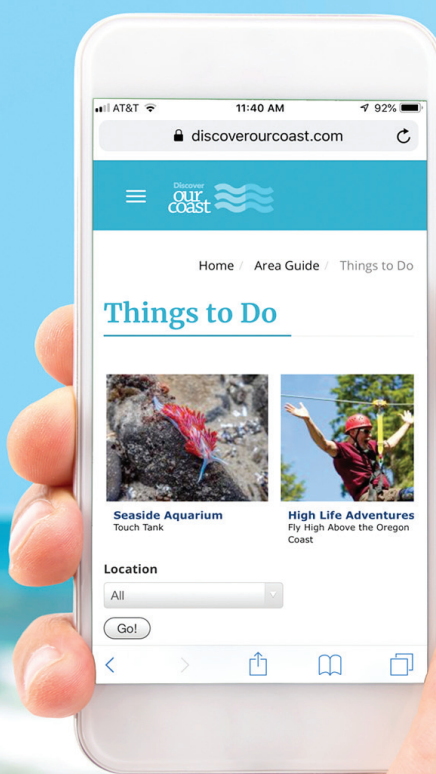 AT&T 11:40 AM 92%
discoverourcoast.com
Discover
our
coast
Home / Area Guide / Things to Do
Things to Do
Seaside Aquarium
Touch Tank
High Life Adventures
Fly High Above the Oregon
Coast
Location
All
Go!